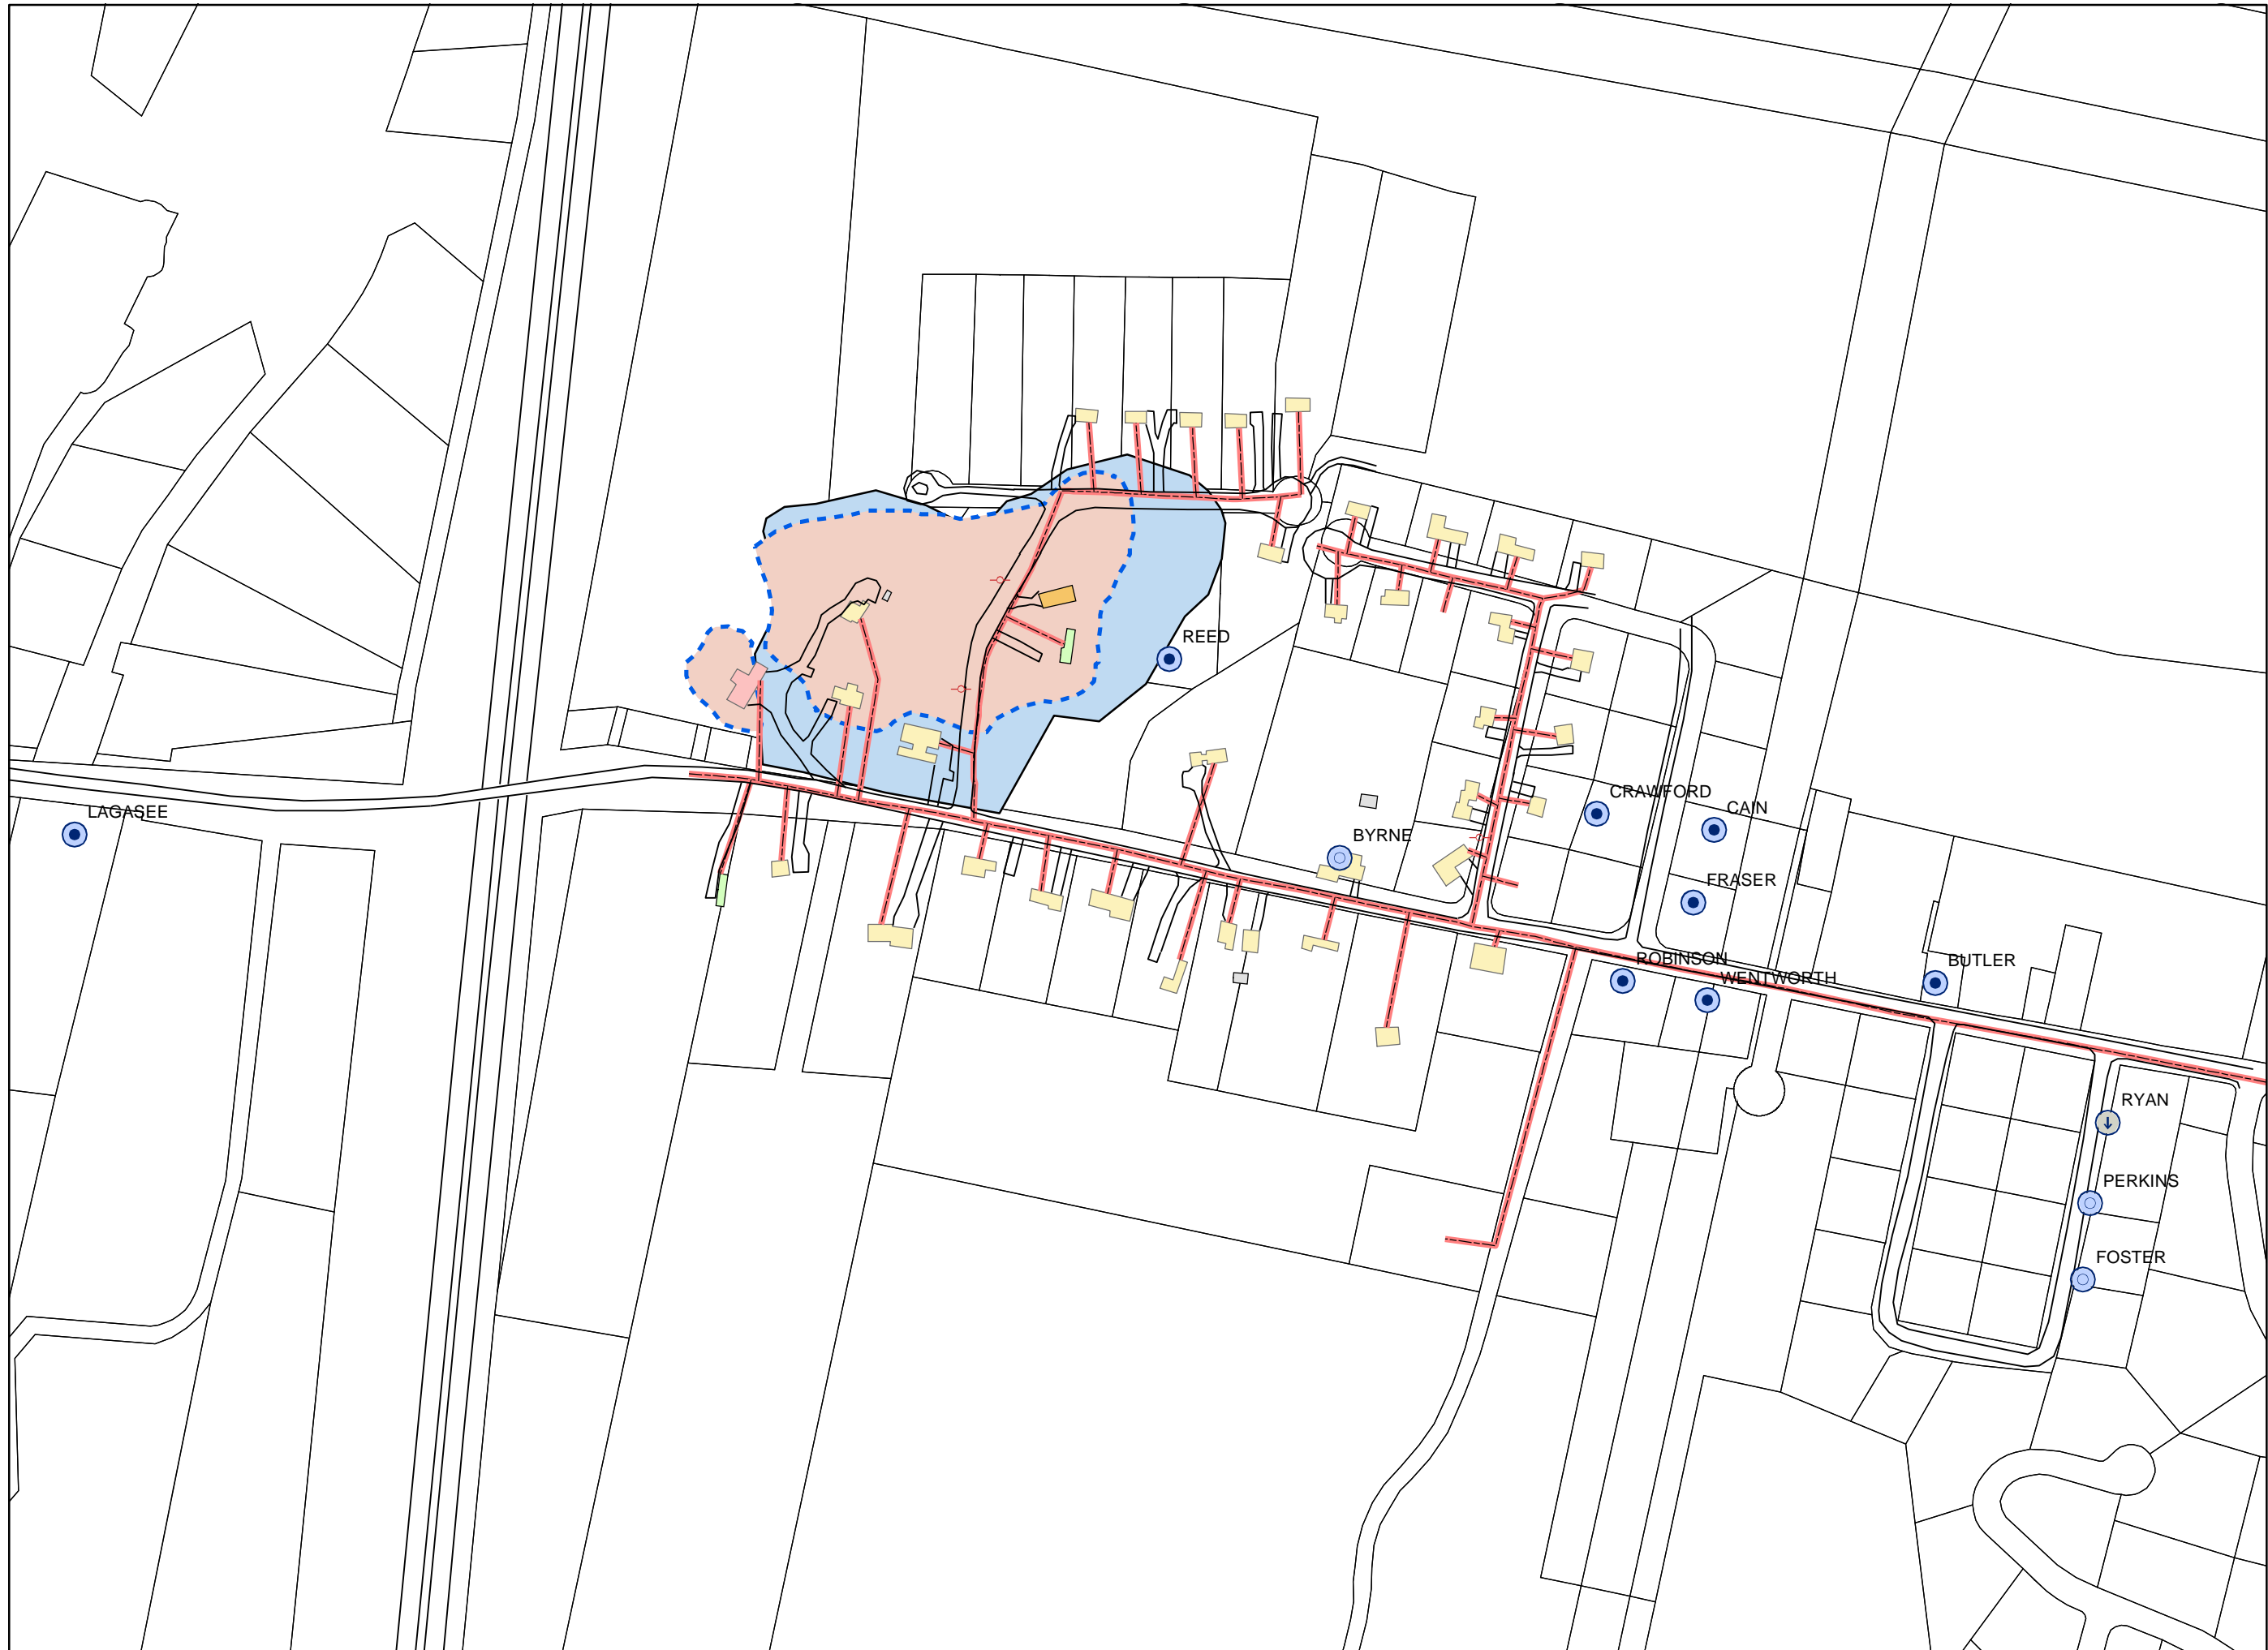 REED
CRAWFORD
CAIN
LAGASEE
BYRNE
FRASER
ROBINSON
WENTWORTH
BUTLER
RYAN
PERKINS
FOSTER